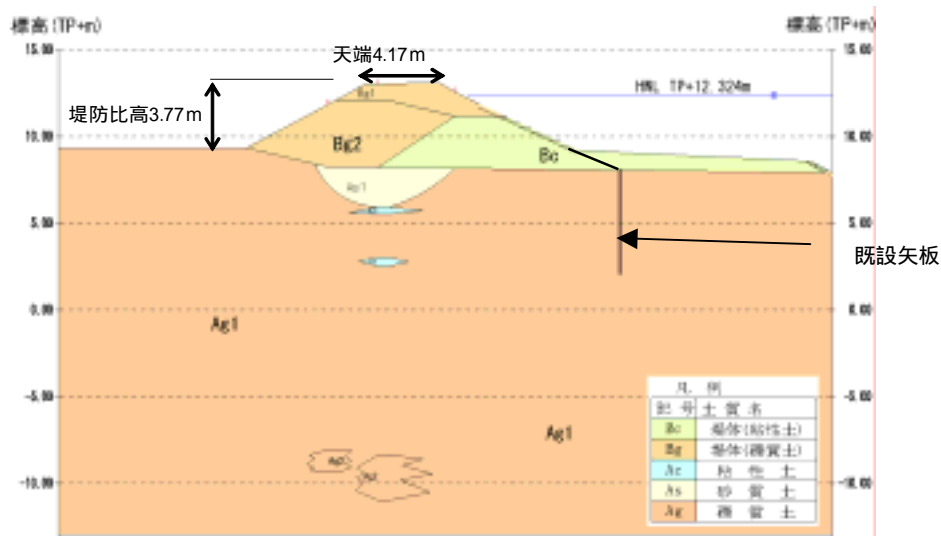 標高(TP+m)
標高(TP+m)
15.00
15.00
天端4.17m
Bg1
HWL TP+12.324m
堤防比高3.77m
10.00
10.00
Bg2
Bc
5.00
5.00
既設矢板
0.00
0.00
Ag1
-5.00
-5.00
凡 例
記 号 土 質 名
Bc 堤体(粘性土)
Bg 堤体(礫質土)
Ag1
Ac 粘 性 土
As 砂 質 土
Ag 礫 質 土
-10.00
-10.00